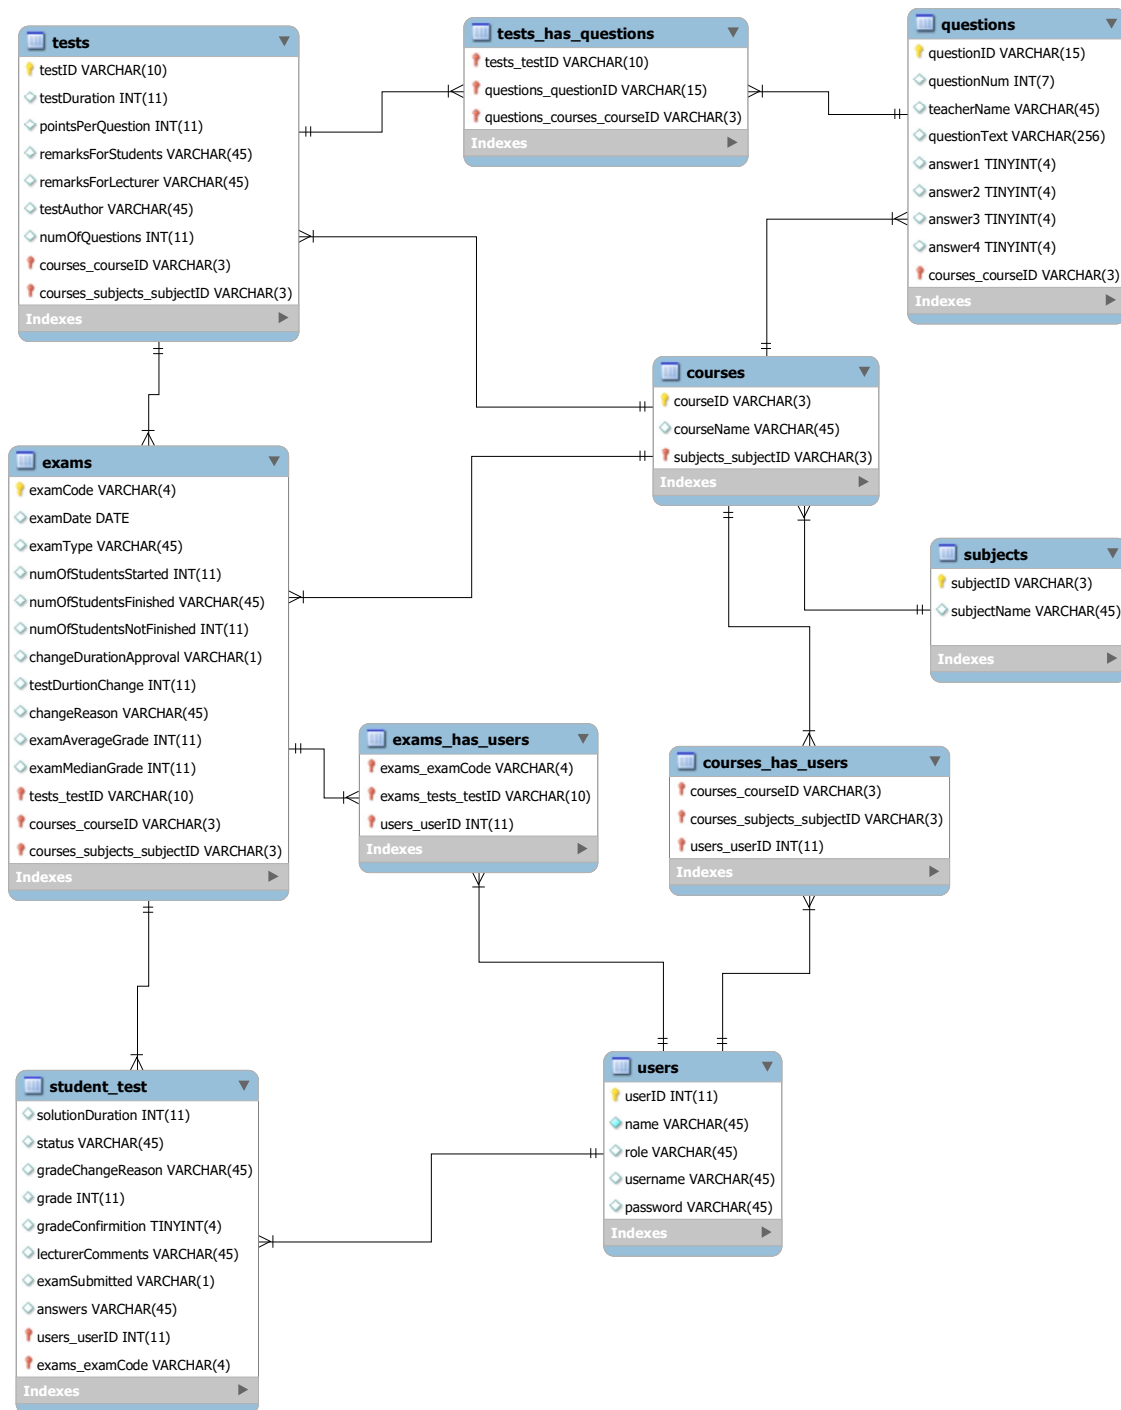 tests
testID VARCHAR(10)
testDuration INT(11)
pointsPerQuestion INT(11)
remarksForStudents VARCHAR(45)
remarksForLecturer VARCHAR(45)
testAuthor VARCHAR(45)
numOfQuestions INT(11)
courses_courseID VARCHAR(3)
courses_subjects_subjectID VARCHAR(3)
Indexes
tests_has_questions
tests_testID VARCHAR(10)
questions_questionID VARCHAR(15)
questions_courses_courseID VARCHAR(3)
Indexes
questions
questionID VARCHAR(15)
questionNum INT(7)
teacherName VARCHAR(45)
questionText VARCHAR(256)
answer1 TINYINT(4)
answer2 TINYINT(4)
answer3 TINYINT(4)
answer4 TINYINT(4)
courses_courseID VARCHAR(3)
Indexes
courses
courseID VARCHAR(3)
courseName VARCHAR(45)
subjects_subjectID VARCHAR(3)
Indexes
exams
examCode VARCHAR(4)
examDate DATE
examType VARCHAR(45)
numOfStudentsStarted INT(11)
numOfStudentsFinished VARCHAR(45)
numOfStudentsNotFinished INT(11)
changeDurationApproval VARCHAR(1)
testDurtionChange INT(11)
changeReason VARCHAR(45)
examAverageGrade INT(11)
examMedianGrade INT(11)
tests_testID VARCHAR(10)
courses_courseID VARCHAR(3)
courses_subjects_subjectID VARCHAR(3)
Indexes
subjects
subjectID VARCHAR(3)
subjectName VARCHAR(45)
Indexes
exams_has_users
exams_examCode VARCHAR(4)
exams_tests_testID VARCHAR(10)
users_userID INT(11)
Indexes
courses_has_users
courses_courseID VARCHAR(3)
courses_subjects_subjectID VARCHAR(3)
users_userID INT(11)
Indexes
student_test
solutionDuration INT(11)
status VARCHAR(45)
gradeChangeReason VARCHAR(45)
grade INT(11)
gradeConfirmition TINYINT(4)
lecturerComments VARCHAR(45)
examSubmitted VARCHAR(1)
answers VARCHAR(45)
users_userID INT(11)
exams_examCode VARCHAR(4)
Indexes
users
userID INT(11)
name VARCHAR(45)
role VARCHAR(45)
username VARCHAR(45)
password VARCHAR(45)
Indexes